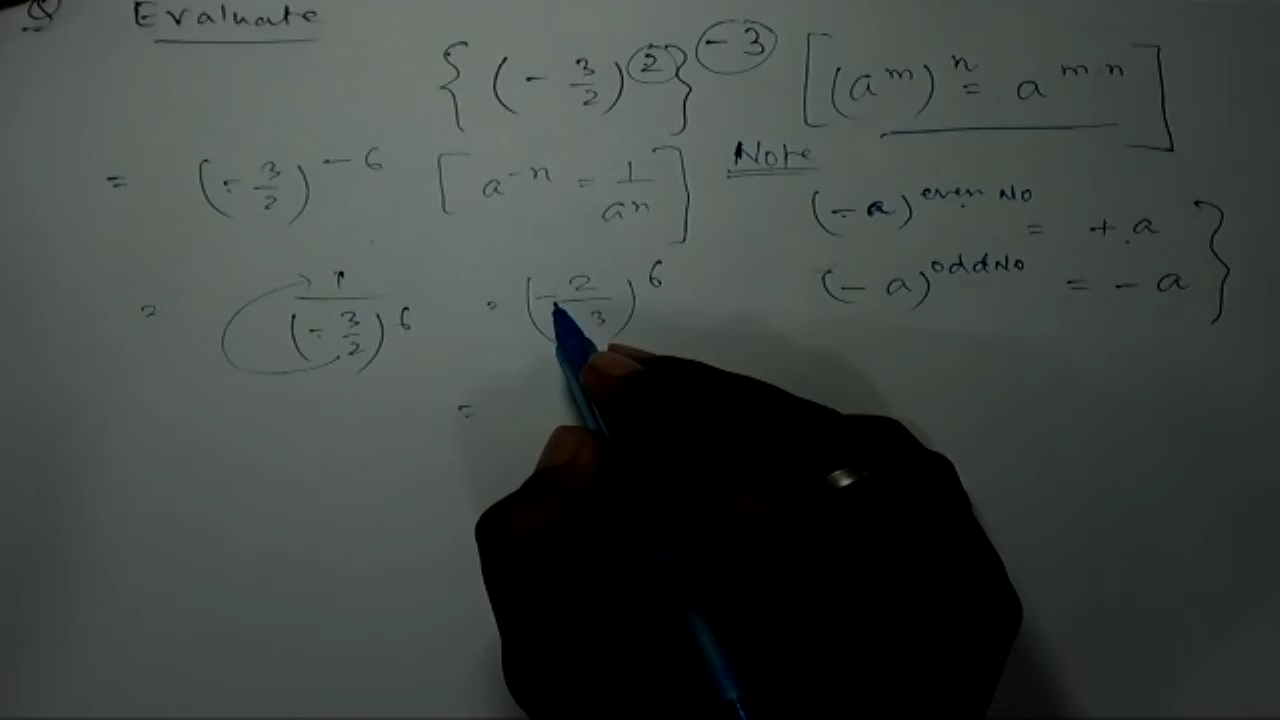 Q Evaluate
{(- 3/2)^2}^-3 [(a^m)^n = a^m.n]
= (- 3/2)^-6 [a^-n = 1/an] Note
(-a)^even No = + a
(- a)^odd No = - a
= 1/(- 3/2)^6 = (- 2/3)^6
=